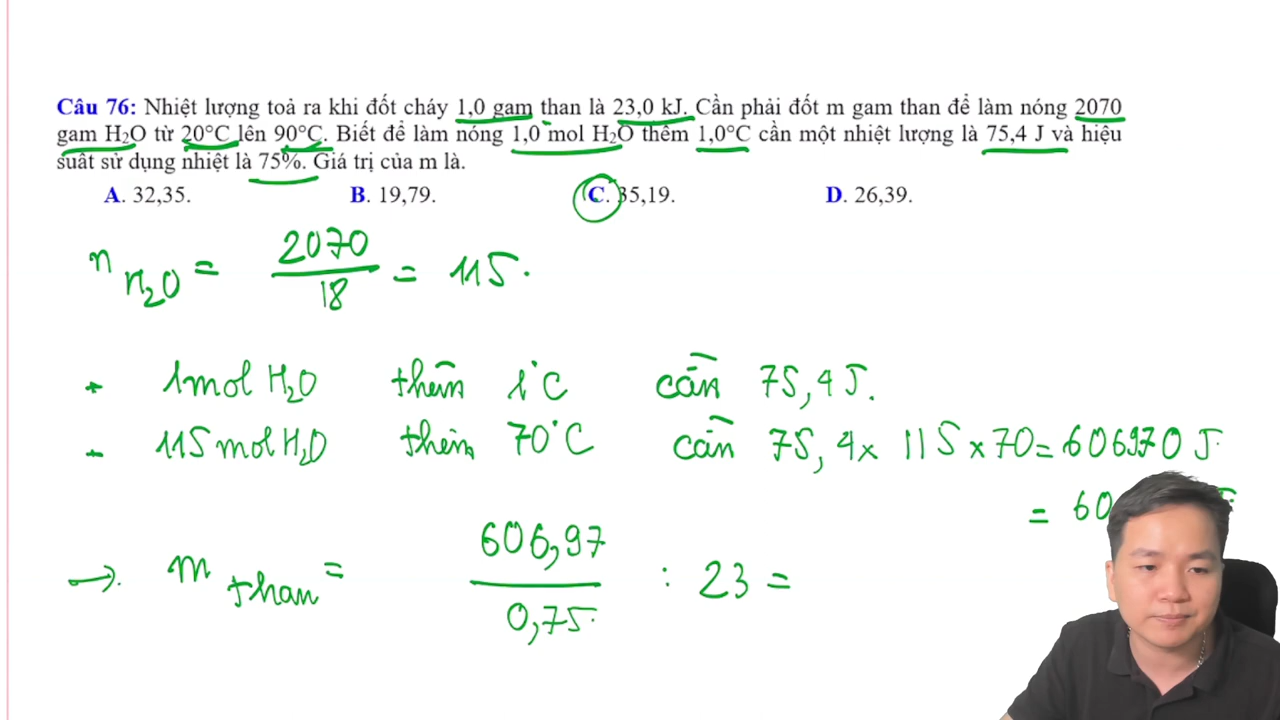 Câu 76: Nhiệt lượng toả ra khi đốt cháy 1,0 gam than là 23,0 kJ. Cần phải đốt m gam than để làm nóng 2070
gam H₂O từ 20°C lên 90°C. Biết để làm nóng 1,0 mol H₂O thêm 1,0°C cần một nhiệt lượng là 75,4 J và hiệu
suất sử dụng nhiệt là 75%. Giá trị của m là.
A. 32,35. B. 19,79. C. 35,19. D. 26,39.
n H₂O = 2070 / 18 = 115.
1mol H₂O thêm 1°C cần 75,4 J.
- 115 mol H₂O thêm 70°C cần 75,4 x 115 x 70 = 606970 J.
= 60
→ m than = 606,97 / 0,75 : 23 =